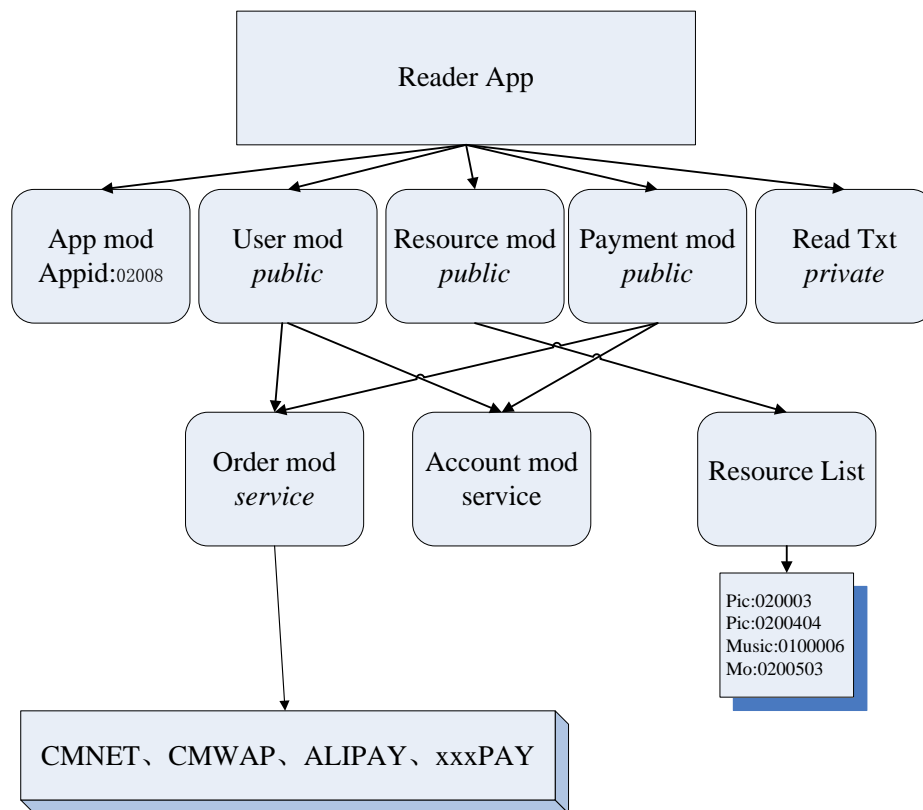 Reader App
App mod
Appid:02008
User mod
public
Resource mod
public
Payment mod
public
Read Txt
private
Order mod
service
Account mod
service
Resource List
Pic:020003
Pic:0200404
Music:0100006
Mo:0200503
CMNET、CMWAP、ALIPAY、xxxPAY